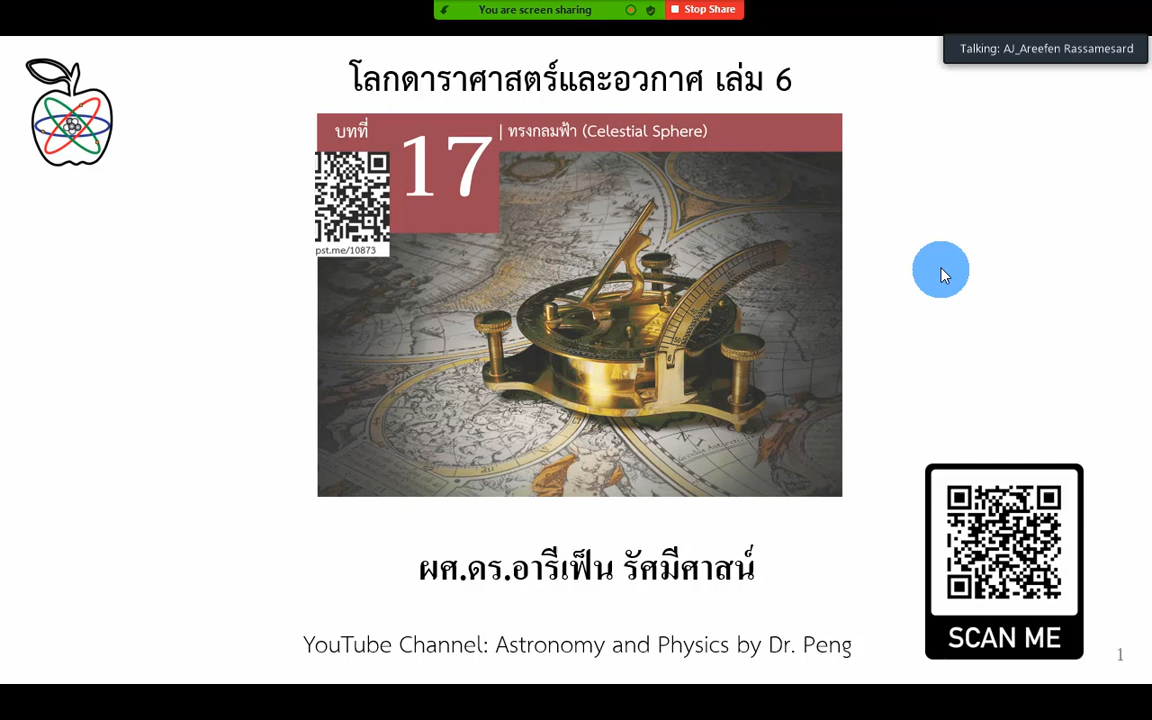 You are screen sharing
Stop Share
Talking: AJ_Areefen Rassamesard
โลกดาราศาสตร์และอวกาศ เล่ม 6
บทที่
17
| ทรงกลมฟ้า (Celestial Sphere)
pst.me/10873
ผศ.ดร.อารีเฟ็น รัศมีศาสน์
YouTube Channel: Astronomy and Physics by Dr. Peng
SCAN ME
1